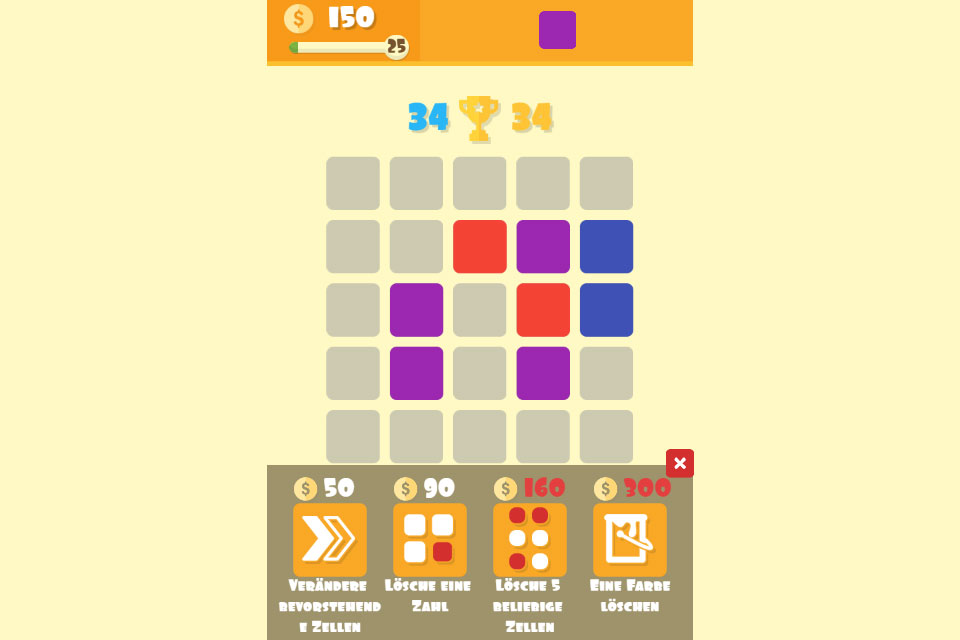 150
25
34 34
50 90 160 300
Verändere Lösche eine Lösche 5 Eine Farbe
bevorstehend Zahl beliebige löschen
e Zellen Zellen